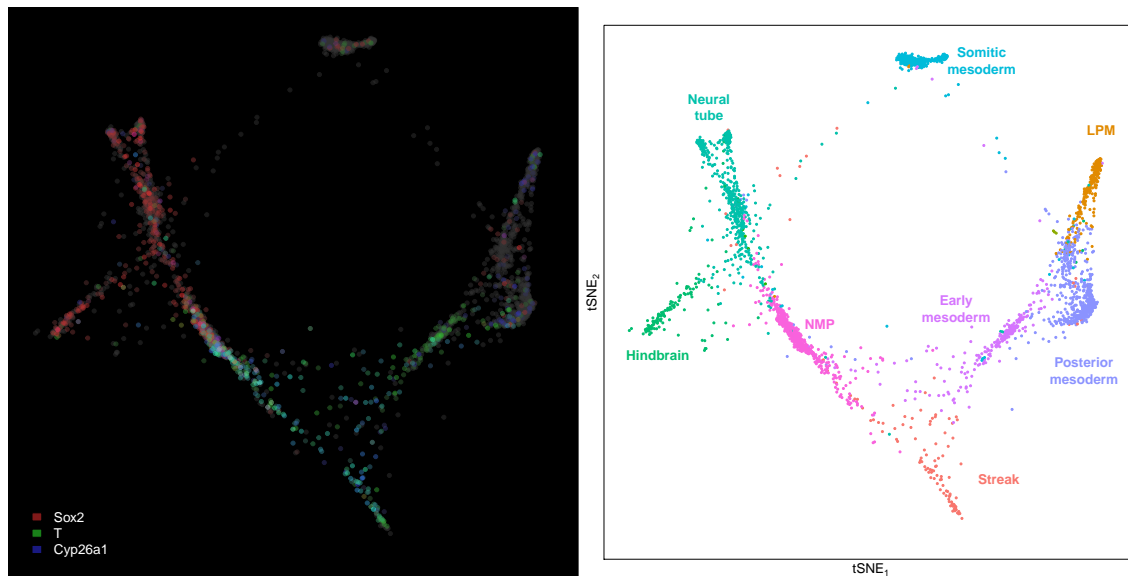 Sox2
T
Cyp26a1
Somitic
mesoderm
Neural
tube
LPM
NMP
Early
mesoderm
Hindbrain
Posterior
mesoderm
Streak
tSNE₂
tSNE₁